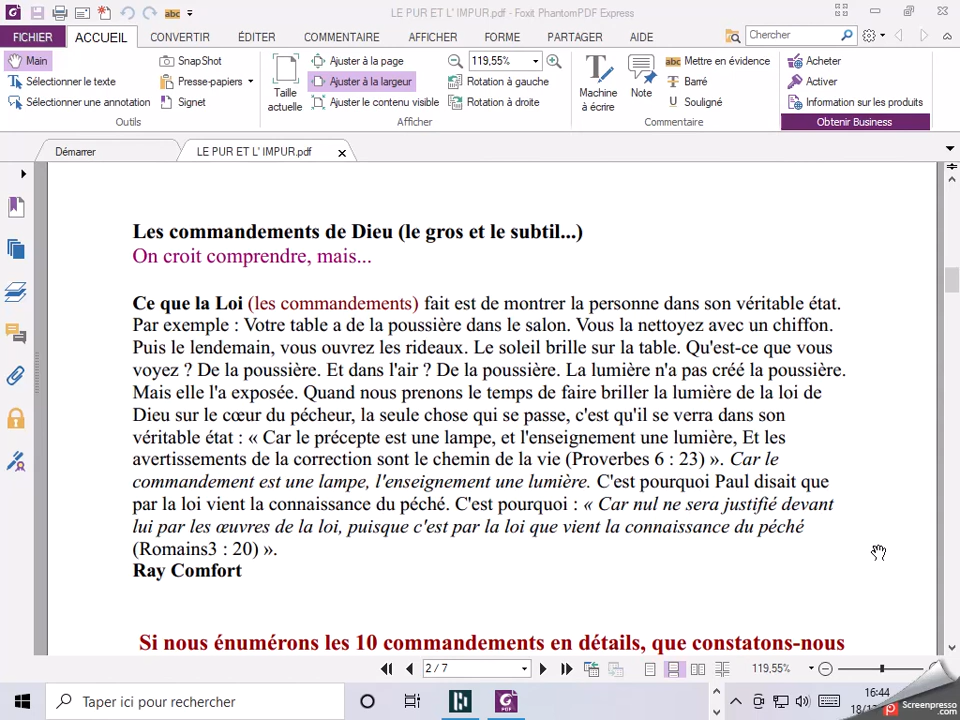 LE PUR ET L' IMPUR.pdf - Foxit PhantomPDF Express
FICHIER ACCUEIL CONVERTIR ÉDITER COMMENTAIRE AFFICHER FORME PARTAGER AIDE Chercher
Main SnapShot Ajuster à la page 119,55% abc Mettre en évidence Acheter
Sélectionner le texte Presse-papiers Ajuster à la largeur Rotation à gauche Barré Activer
Sélectionner une annotation Signet Taille actuelle Ajuster le contenu visible Rotation à droite Machine à écrire Note Souligné Information sur les produits
Outils Afficher Commentaire Obtenir Business
Démarrer LE PUR ET L' IMPUR.pdf
Les commandements de Dieu (le gros et le subtil...)
On croit comprendre, mais...
Ce que la Loi (les commandements) fait est de montrer la personne dans son véritable état.
Par exemple : Votre table a de la poussière dans le salon. Vous la nettoyez avec un chiffon.
Puis le lendemain, vous ouvrez les rideaux. Le soleil brille sur la table. Qu'est-ce que vous
voyez ? De la poussière. Et dans l'air ? De la poussière. La lumière n'a pas créé la poussière.
Mais elle l'a exposée. Quand nous prenons le temps de faire briller la lumière de la loi de
Dieu sur le cœur du pécheur, la seule chose qui se passe, c'est qu'il se verra dans son
véritable état : « Car le précepte est une lampe, et l'enseignement une lumière, Et les
avertissements de la correction sont le chemin de la vie (Proverbes 6 : 23) ». Car le
commandement est une lampe, l'enseignement une lumière. C'est pourquoi Paul disait que
par la loi vient la connaissance du péché. C'est pourquoi : « Car nul ne sera justifié devant
lui par les œuvres de la loi, puisque c'est par la loi que vient la connaissance du péché
(Romains3 : 20) ».
Ray Comfort
Si nous énumérons les 10 commandements en détails, que constatons-nous
2 / 7 119,55%
Taper ici pour rechercher 16:44
18/1
Screenpresso
.com